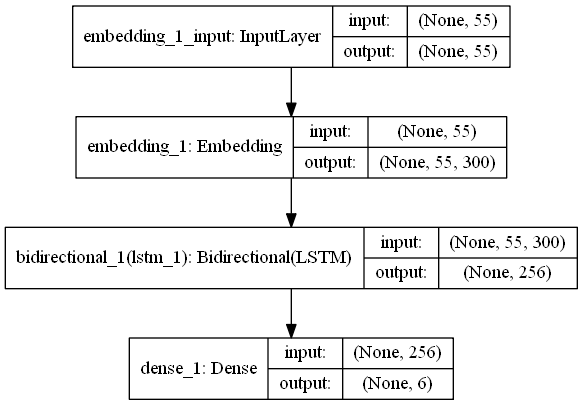 embedding_1_input: InputLayer
input: (None, 55)
output: (None, 55)
embedding_1: Embedding
input: (None, 55)
output: (None, 55, 300)
bidirectional_1(lstm_1): Bidirectional(LSTM)
input: (None, 55, 300)
output: (None, 256)
dense_1: Dense
input: (None, 256)
output: (None, 6)